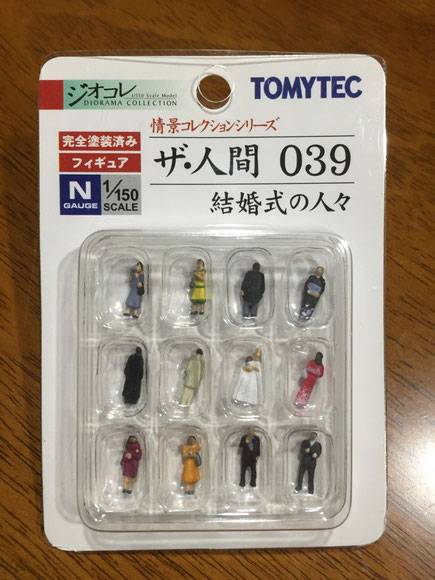 ジオコレ
1/150 Scale Model
DIORAMA COLLECTION
TOMYTEC
情景コレクションシリーズ
完全塗装済み
フィギュア
ザ・人間 039
N
GAUGE
1/150
SCALE
結婚式の人々